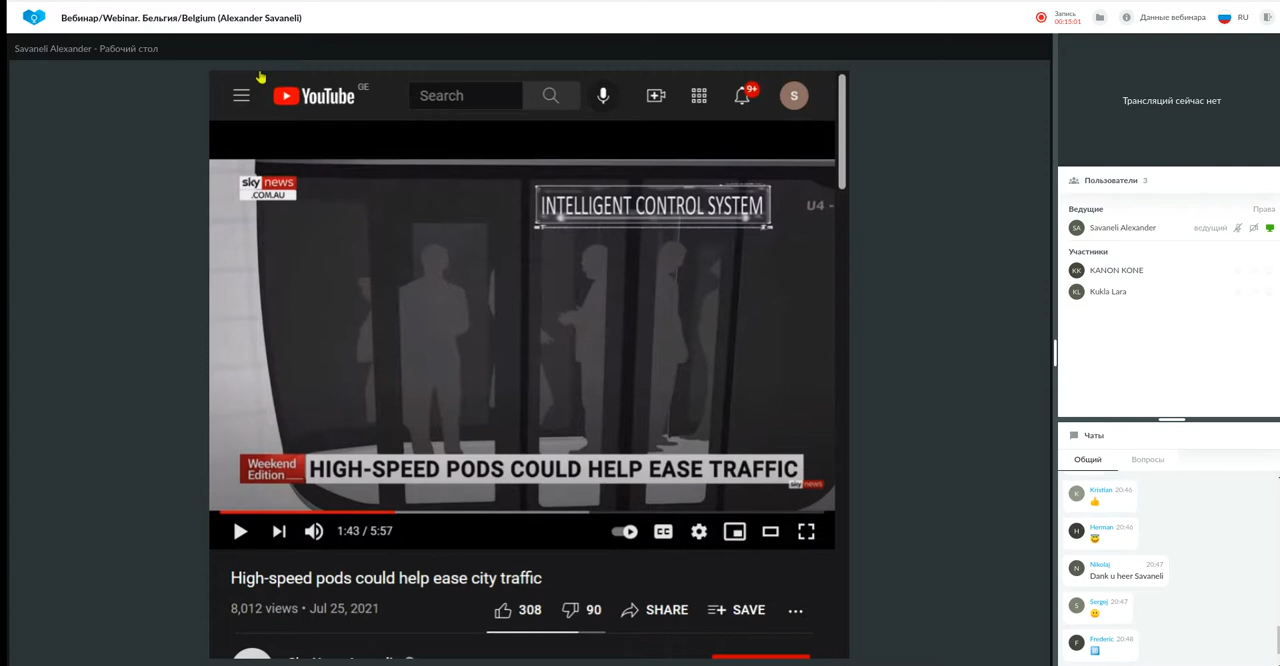 Вебинар/Webinar. Бельгия/Belgium (Alexander Savaneli)
Запись
00:15:01
Данные вебинара
RU
Savaneli Alexander - Рабочий стол
YouTube GE
Search
9+
S
sky news
.COM.AU
INTELLIGENT CONTROL SYSTEM
U4 -
Weekend
Edition
HIGH-SPEED PODS COULD HELP EASE TRAFFIC
sky news
1:43 / 5:57
CC
High-speed pods could help ease city traffic
8,012 views • Jul 25, 2021
308
90
SHARE
SAVE
Трансляций сейчас нет
Пользователи 3
Ведущие
Права
SA
Savaneli Alexander
ведущий
Участники
KK
KANON KONE
KL
Kukla Lara
Чаты
Общий
Вопросы
K
Kristian 20:46
H
Herman 20:46
N
Nikolaj 20:47
Dank u heer Savaneli
S
Sergej 20:47
F
Frederic 20:48